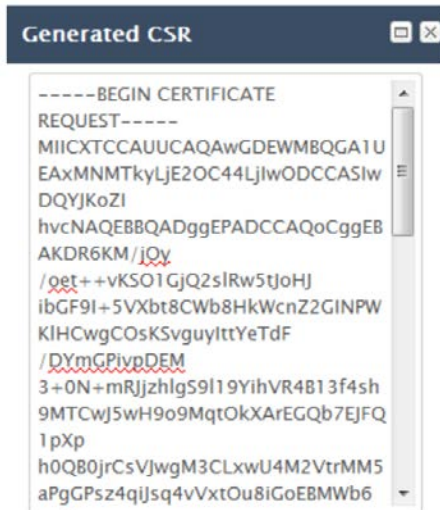 Generated CSR
-----BEGIN CERTIFICATE
REQUEST-----
MIICXTCCAUUCAQAwGDEWMBQGA1U
EAxMNMTkyLjE2OC44LjIwODCCASIw
DQYJKoZI
hvcNAQEBBQADggEPADCCAQoCggEB
AKDR6KM/jOy
/oet++vKSO1GjQ2slRw5tJoHJ
ibGF9I+5VXbt8CWb8HkWcnZ2GINPW
KlHCwgCOsKSvguyIttYeTdF
/DYmGPivpDEM
3+0N+mRJjzhlgS9l19YihVR4B13f4sh
9MTCwJ5wH9o9MqtOkXArEGQb7EJFQ
1pXp
h0QB0jrCsVJwgM3CLxwU4M2VtrMM5
aPgGPsz4qiJsq4vVxtOu8iGoEBMWb6